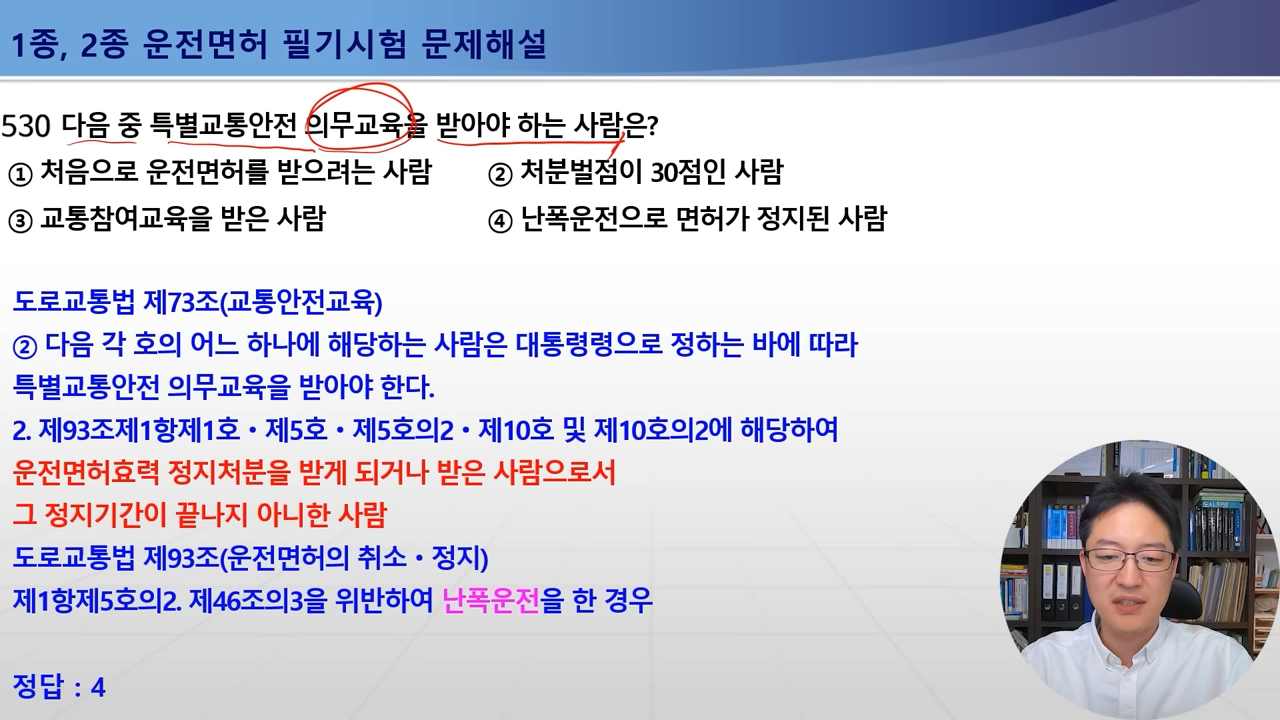 1종, 2종 운전면허 필기시험 문제해설
530 다음 중 특별교통안전 의무교육을 받아야 하는 사람은?
① 처음으로 운전면허를 받으려는 사람 ② 처분벌점이 30점인 사람
③ 교통참여교육을 받은 사람 ④ 난폭운전으로 면허가 정지된 사람
도로교통법 제73조(교통안전교육)
② 다음 각 호의 어느 하나에 해당하는 사람은 대통령령으로 정하는 바에 따라
특별교통안전 의무교육을 받아야 한다.
2. 제93조제1항제1호・제5호・제5호의2・제10호 및 제10호의2에 해당하여
운전면허효력 정지처분을 받게 되거나 받은 사람으로서
그 정지기간이 끝나지 아니한 사람
도로교통법 제93조(운전면허의 취소・정지)
제1항제5호의2. 제46조의3을 위반하여 난폭운전을 한 경우
정답 : 4